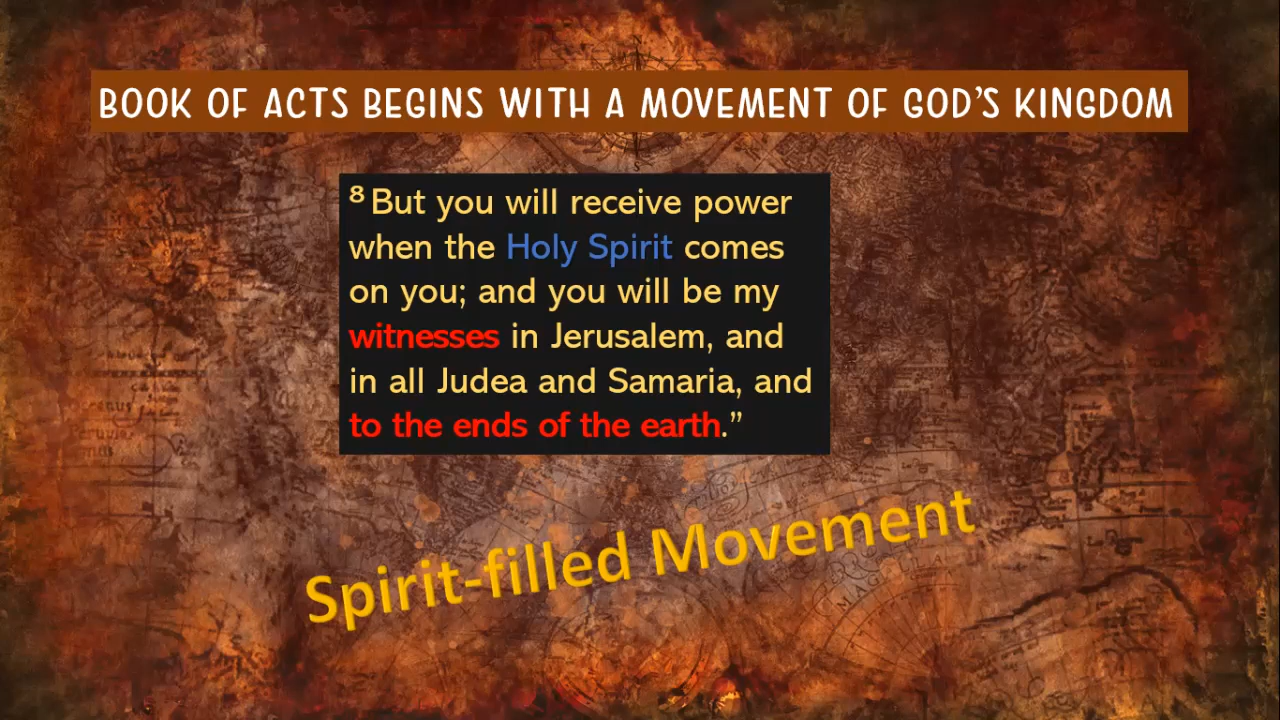 BOOK OF ACTS BEGINS WITH A MOVEMENT OF GOD'S KINGDOM
⁸ But you will receive power
when the Holy Spirit comes
on you; and you will be my
witnesses in Jerusalem, and
in all Judea and Samaria, and
to the ends of the earth.”
Spirit-filled Movement